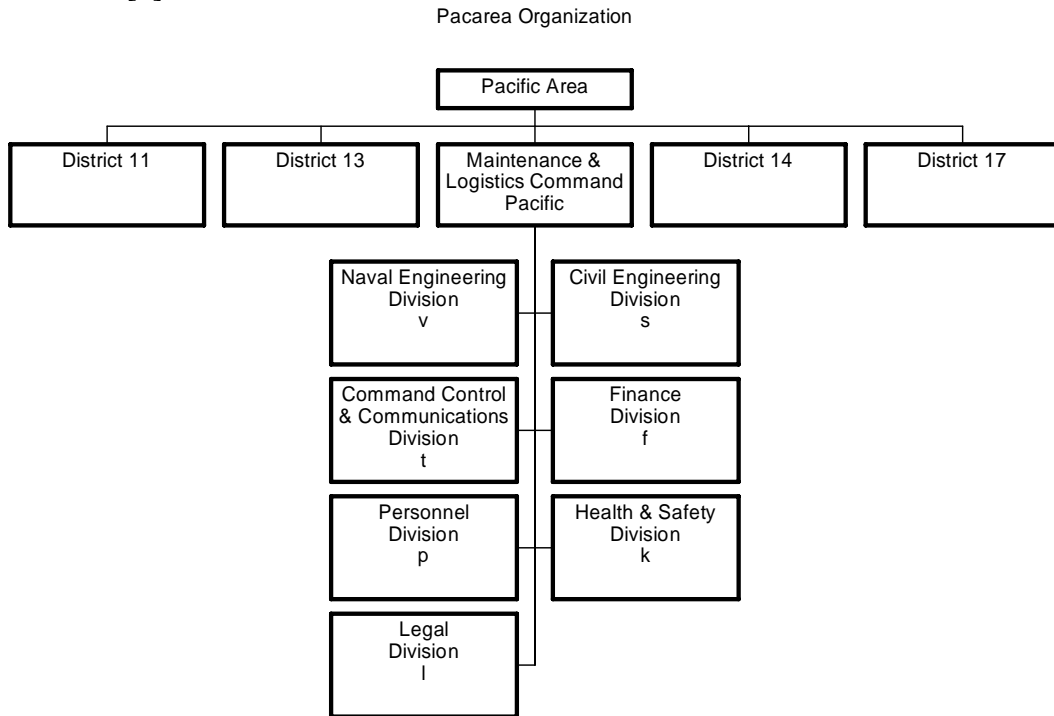 Pacarea Organization
Pacific Area
District 11
District 13
Maintenance &
Logistics Command
Pacific
District 14
District 17
Naval Engineering
Division
v
Civil Engineering
Division
s
Command Control
& Communications
Division
t
Finance
Division
f
Personnel
Division
p
Health & Safety
Division
k
Legal
Division
l